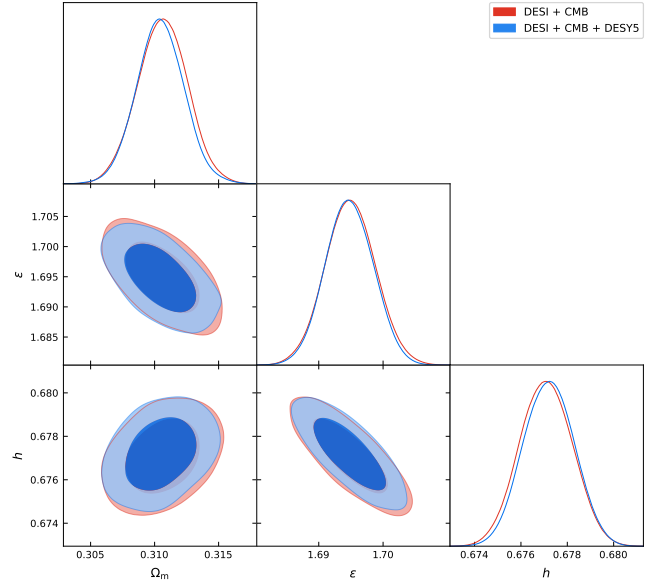 DESI + CMB
DESI + CMB + DESY5
1.705
1.700
1.695
1.690
1.685
ε
0.680
0.678
0.676
0.674
h
0.305 0.310 0.315
Ωm
1.69 1.70
ε
0.674 0.676 0.678 0.680
h